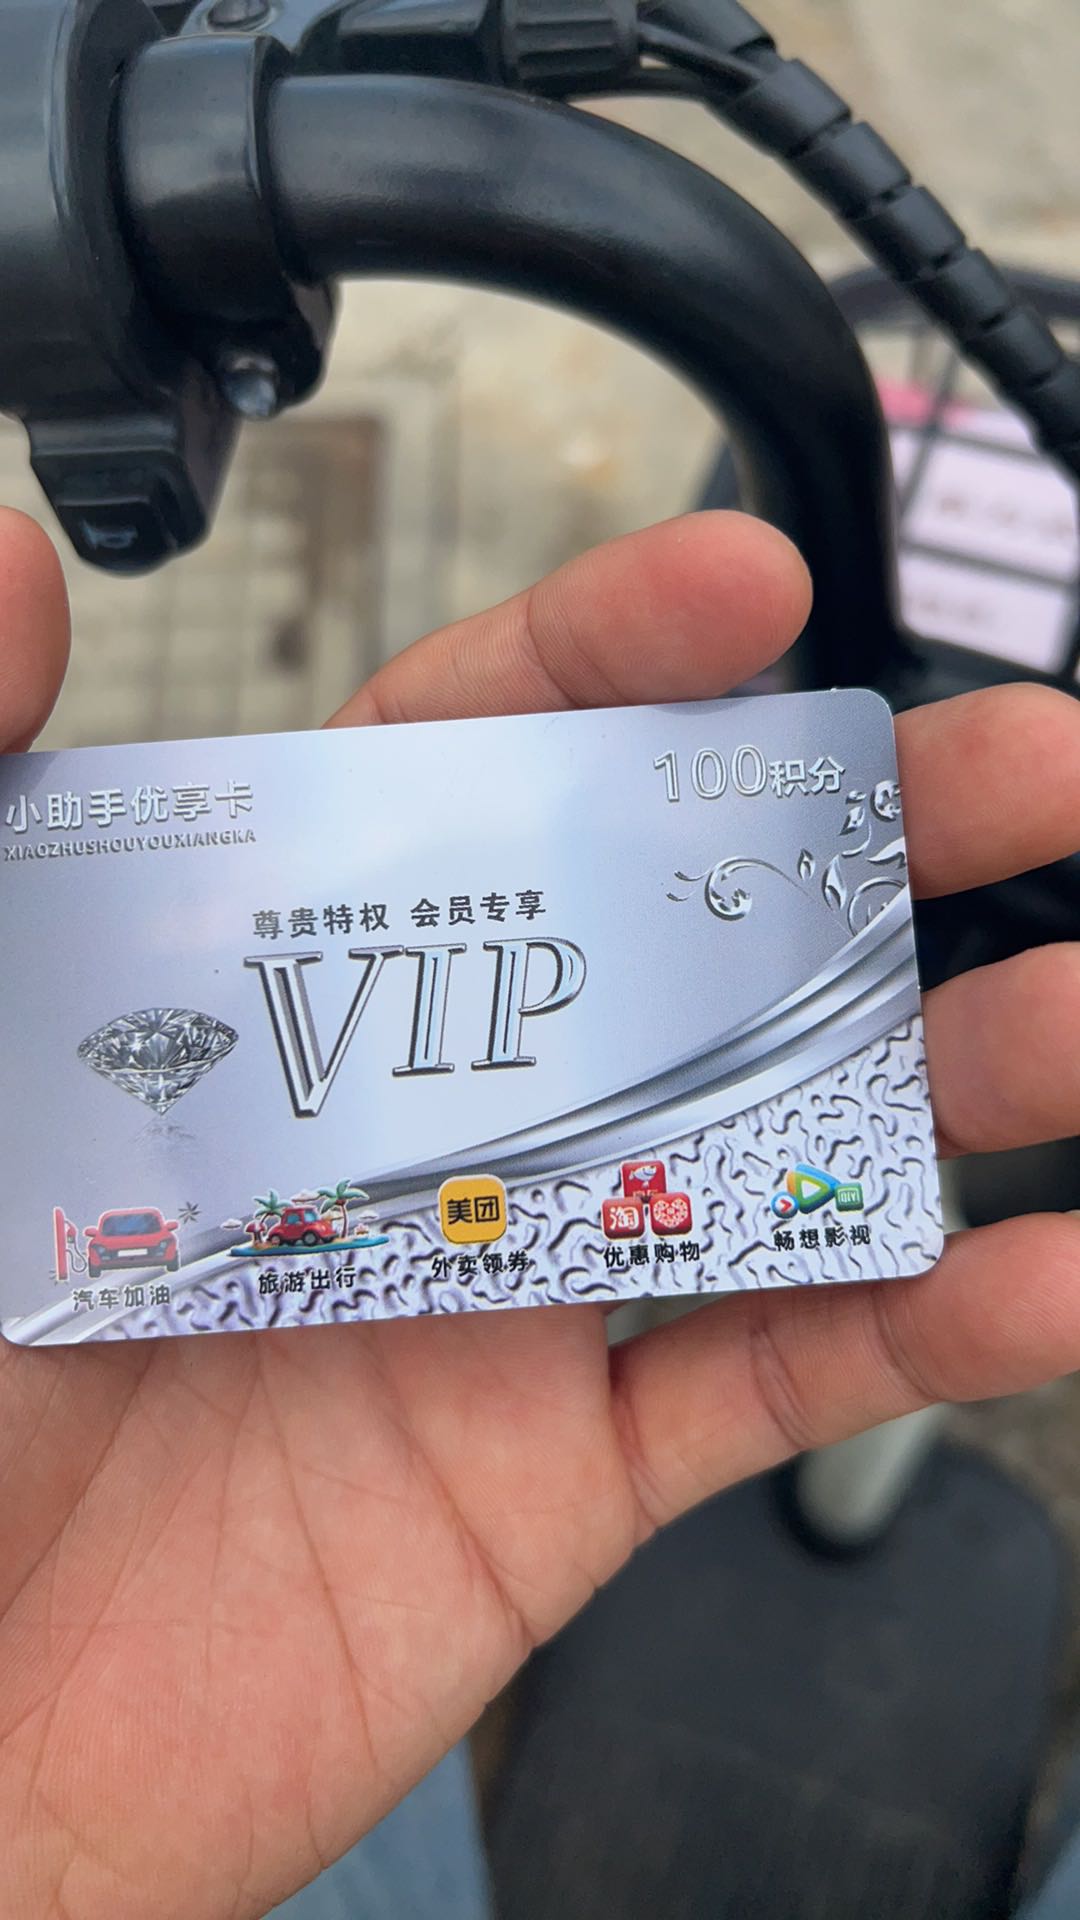 小助手优享卡
XIAOZHUSHOUYOUXIANGKA
100积分
尊贵特权 会员专享
VIP
美团
淘
汽车加油
旅游出行
外卖领券
优惠购物
畅想影视